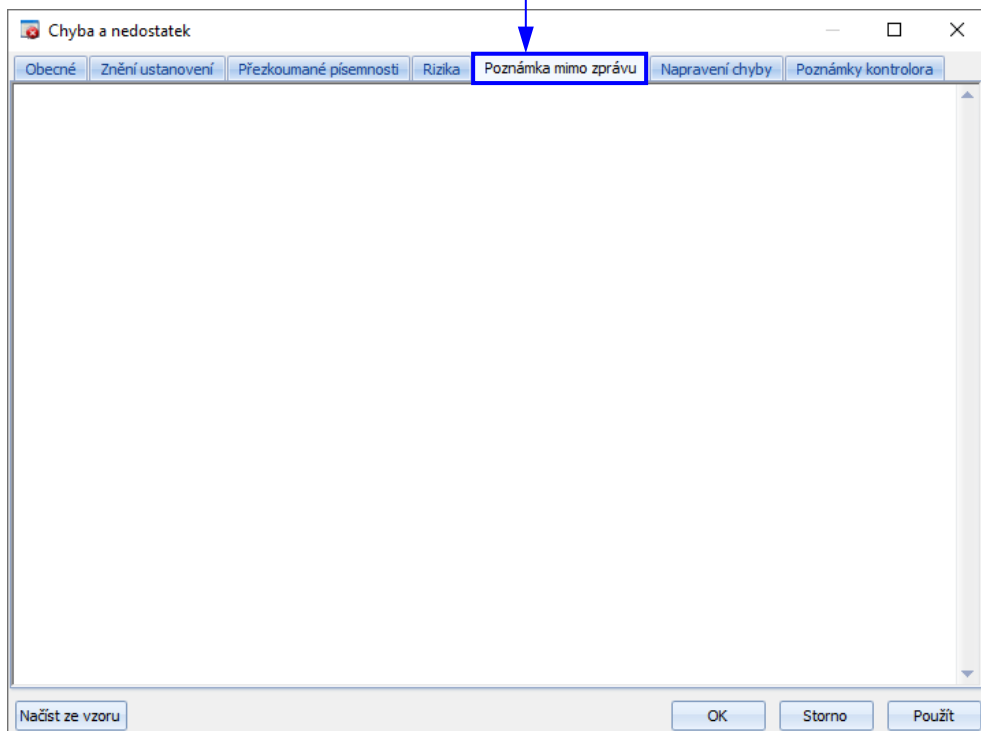 Chyba a nedostatek
Obecné Znění ustanovení Přezkoumané písemnosti Rizika Poznámka mimo zprávu Napravení chyby Poznámky kontrolora
Načíst ze vzoru OK Storno Použít